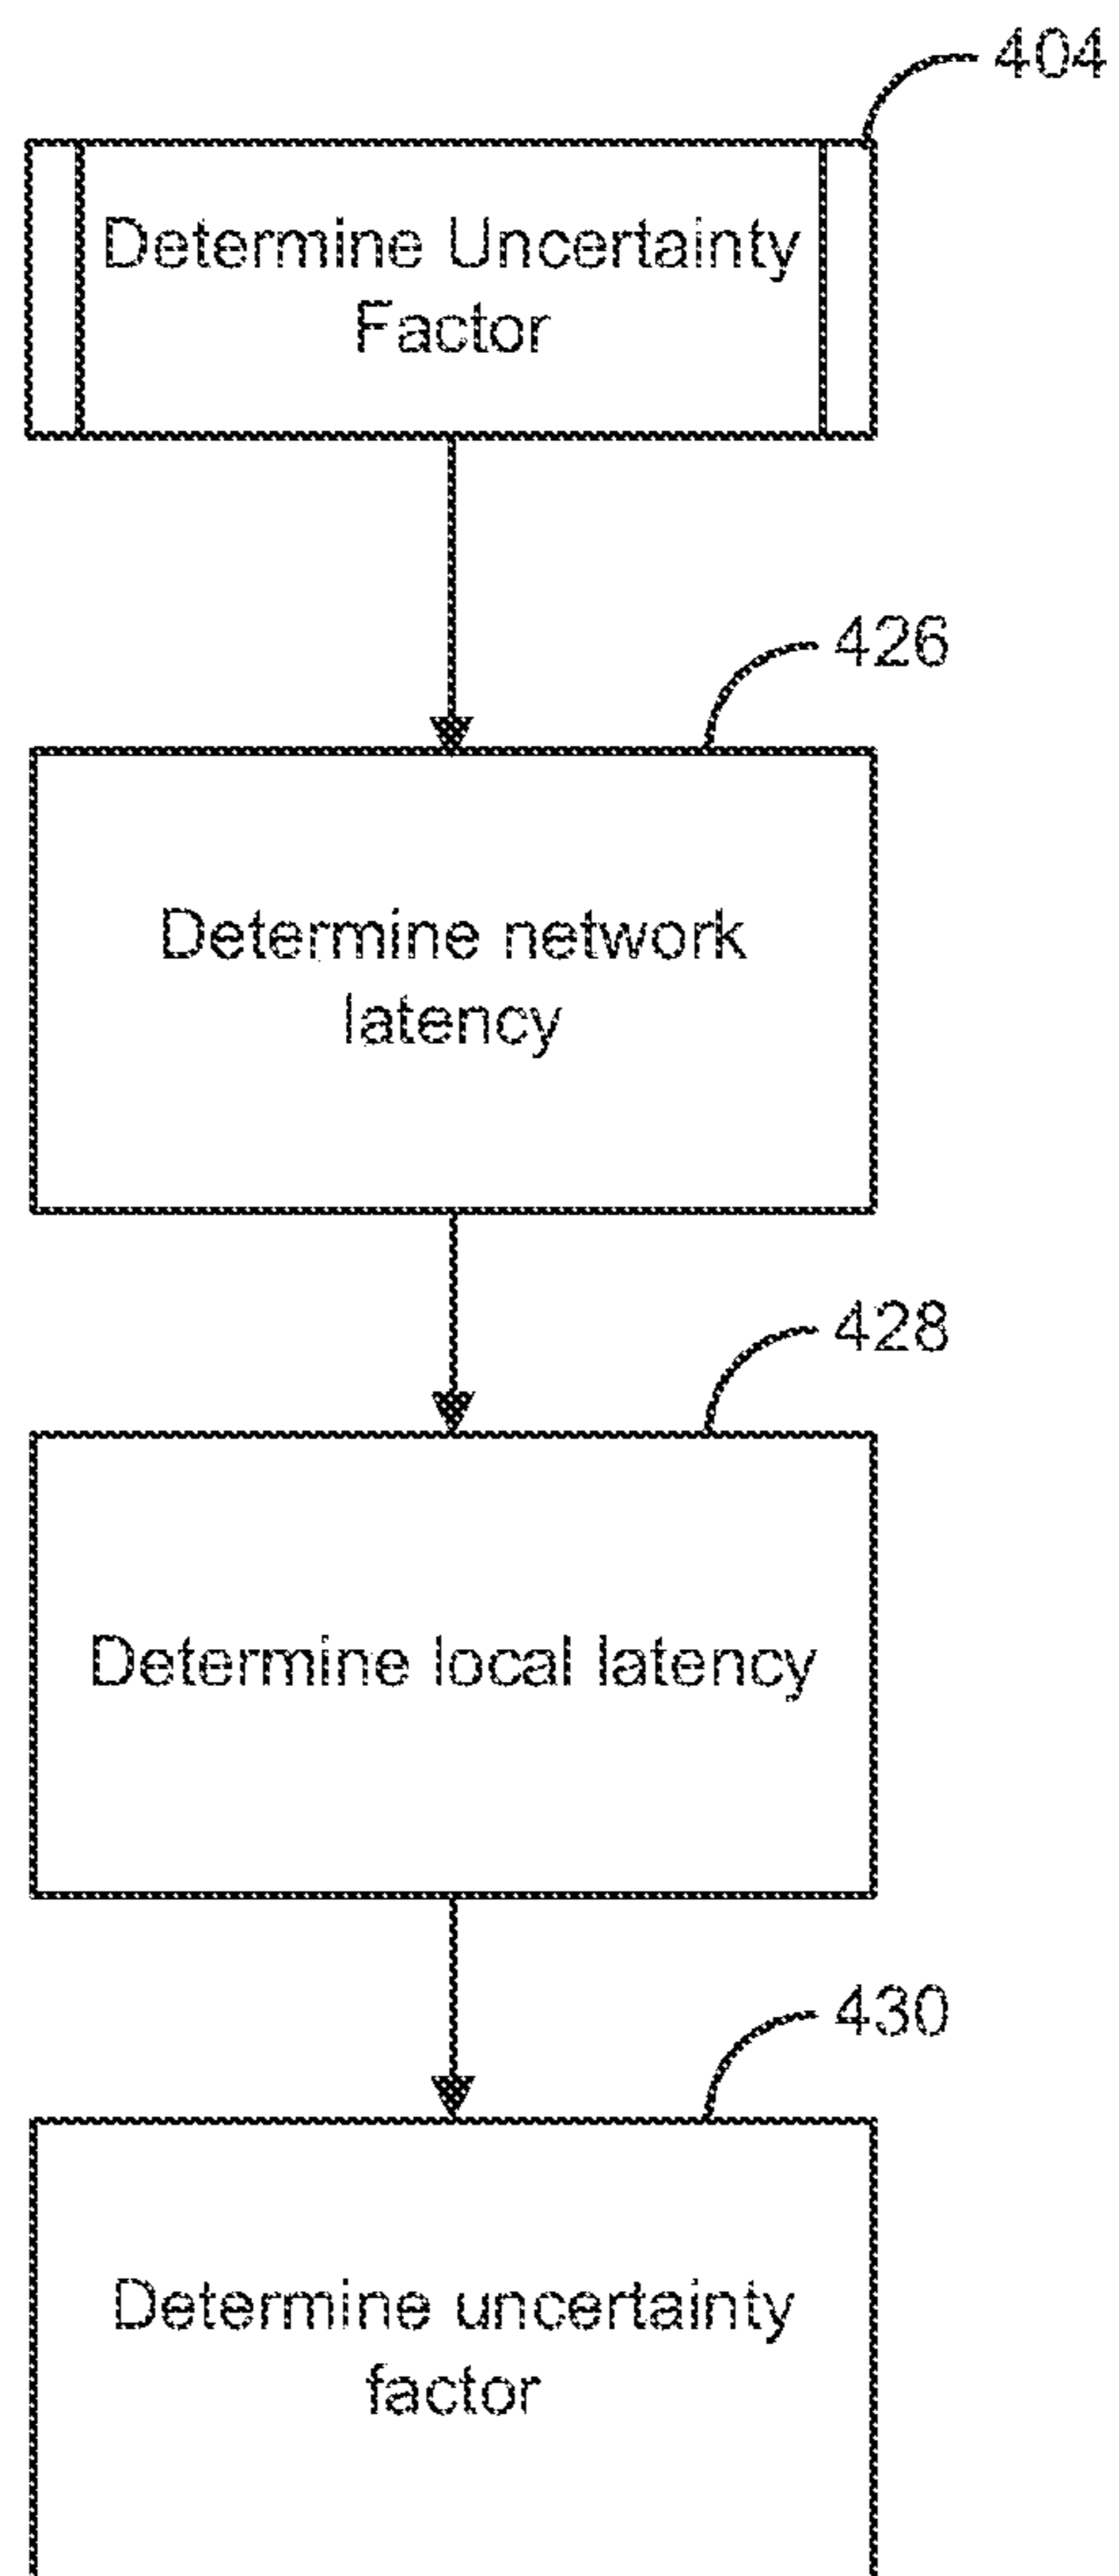 404
Determine Uncertainty
Factor
426
Determine network
latency
428
Determine local latency
430
Determine uncertainty
factor